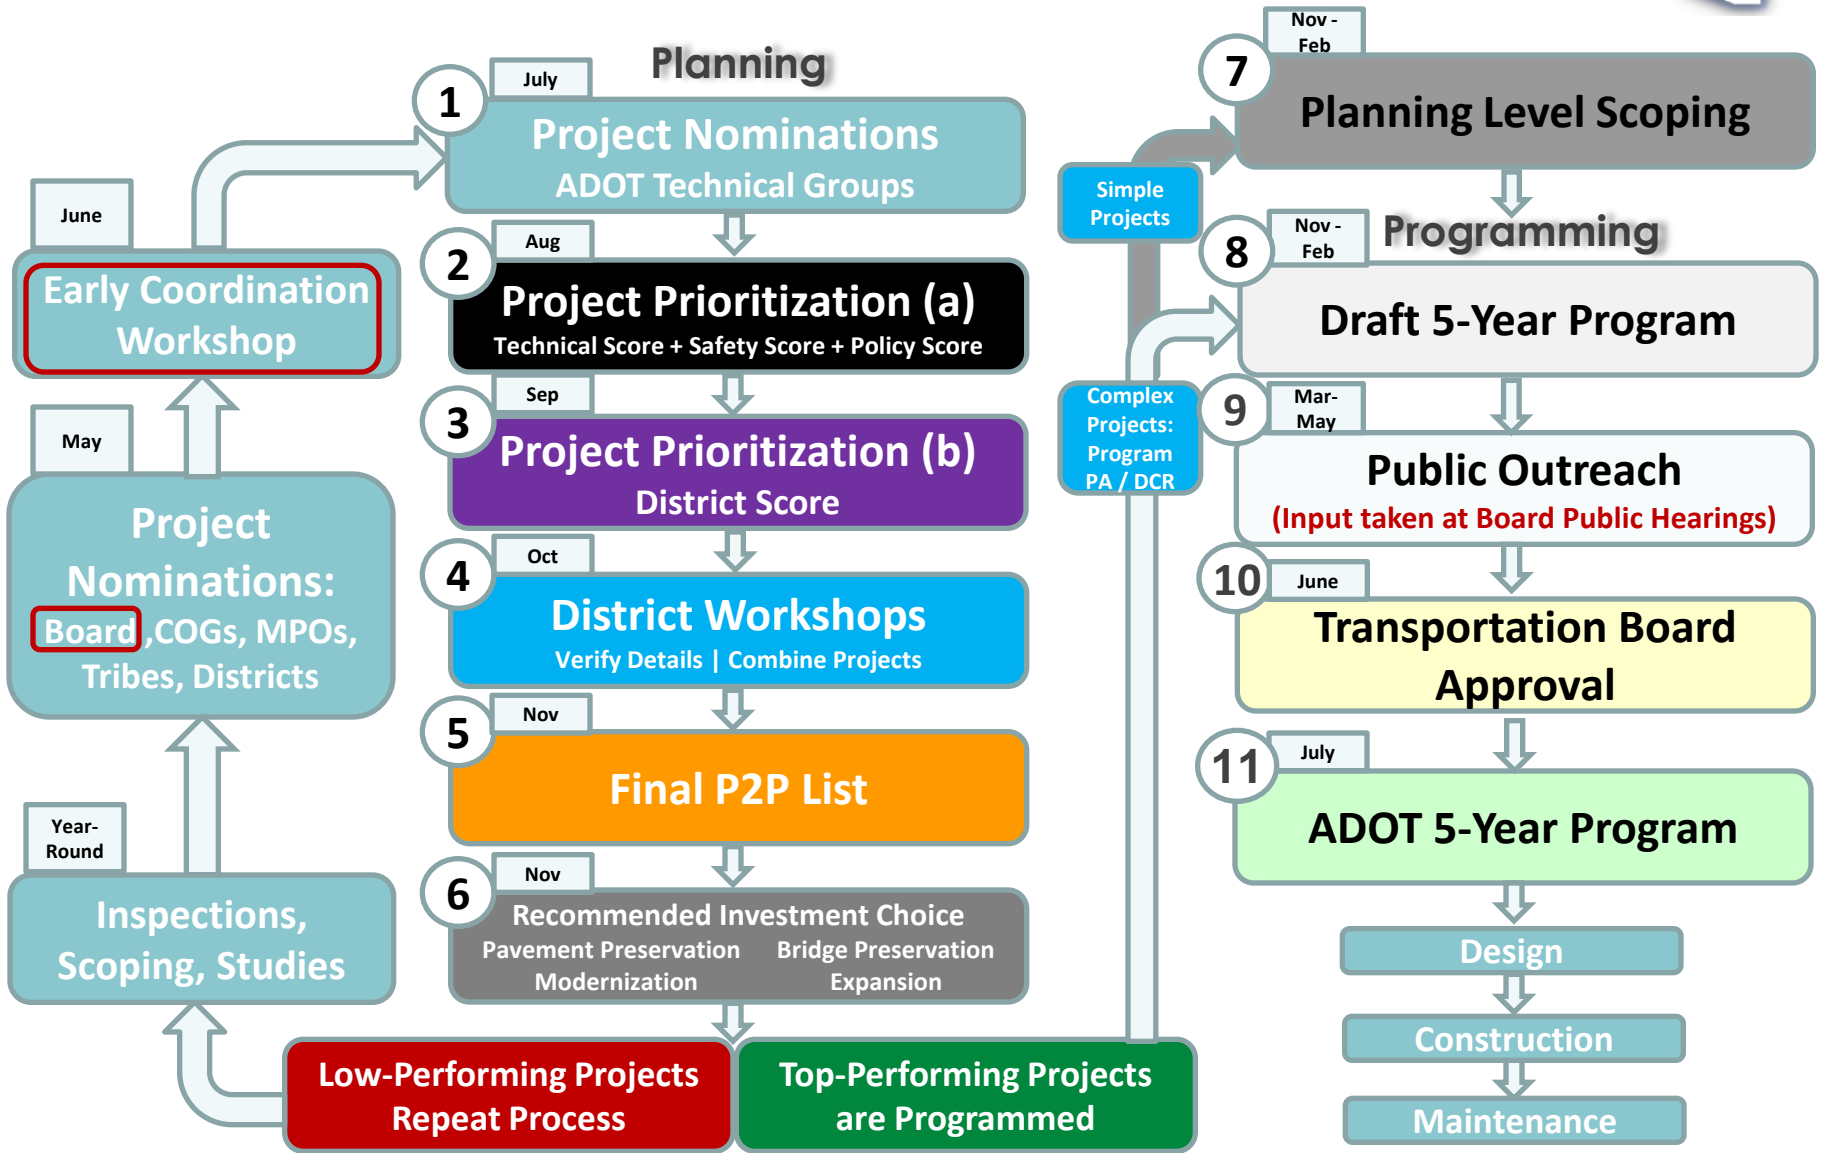 Planning
June
Early Coordination
Workshop
May
Project
Nominations:
Board ,COGs, MPOs,
Tribes, Districts
Year-
Round
Inspections,
Scoping, Studies
1
July
Project Nominations
ADOT Technical Groups
2
Aug
Project Prioritization (a)
Technical Score + Safety Score + Policy Score
3
Sep
Project Prioritization (b)
District Score
4
Oct
District Workshops
Verify Details | Combine Projects
5
Nov
Final P2P List
6
Nov
Recommended Investment Choice
Pavement Preservation Bridge Preservation
Modernization Expansion
Low-Performing Projects
Repeat Process
Top-Performing Projects
are Programmed
Simple
Projects
Complex
Projects:
Program
PA / DCR
7
Nov -
Feb
Planning Level Scoping
Programming
8
Nov -
Feb
Draft 5-Year Program
9
Mar-
May
Public Outreach
(Input taken at Board Public Hearings)
10
June
Transportation Board
Approval
11
July
ADOT 5-Year Program
Design
Construction
Maintenance